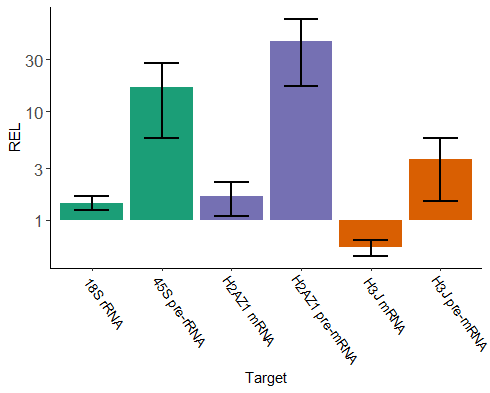 REL
30
10
3
1
18S rRNA
45S pre-rRNA
H2AZ1 mRNA
H2AZ1 pre-mRNA
H3J mRNA
H3J pre-mRNA
Target